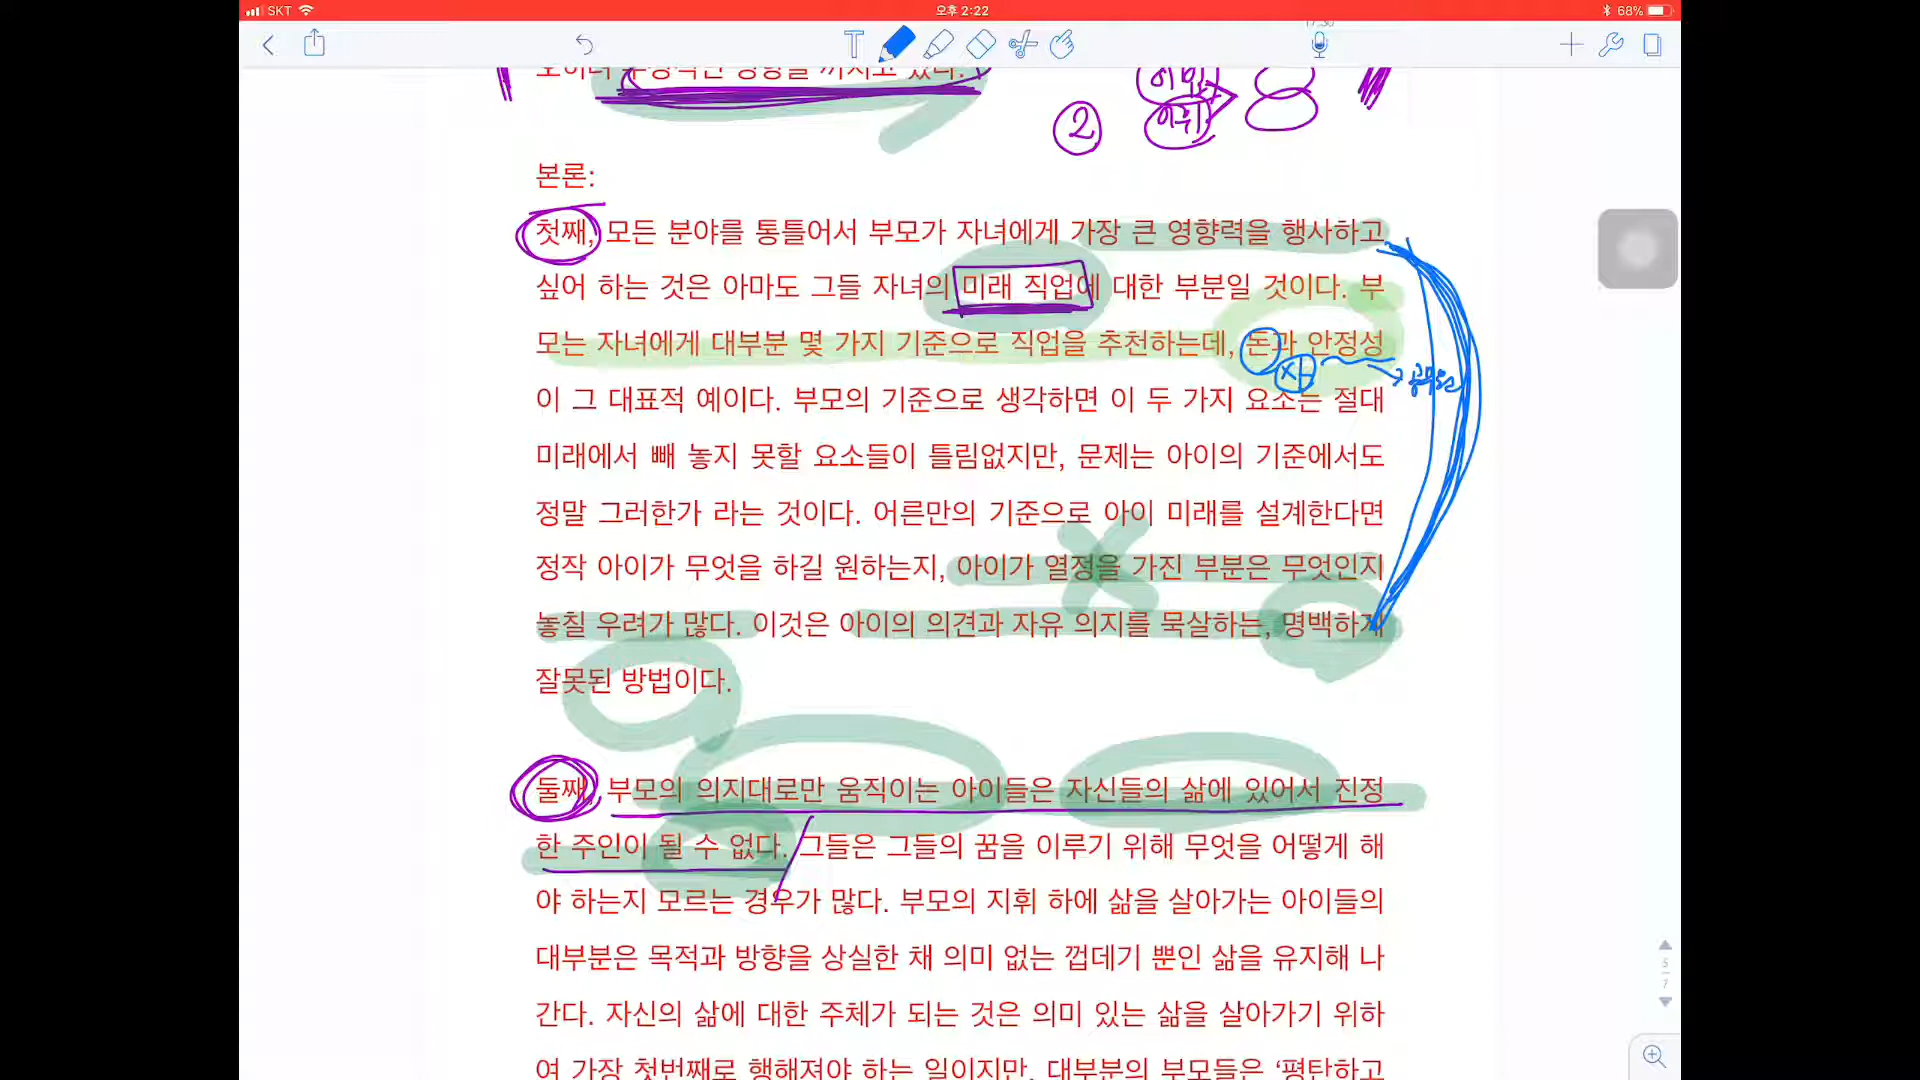 SKT
오후 2:22
68%
2
본론:
첫째, 모든 분야를 통틀어서 부모가 자녀에게 가장 큰 영향력을 행사하고
싶어 하는 것은 아마도 그들 자녀의 미래 직업에 대한 부분일 것이다. 부
모는 자녀에게 대부분 몇 가지 기준으로 직업을 추천하는데, 돈과 안정성
이 그 대표적 예이다. 부모의 기준으로 생각하면 이 두 가지 요소는 절대
미래에서 빼 놓지 못할 요소들이 틀림없지만, 문제는 아이의 기준에서도
정말 그러한가 라는 것이다. 어른만의 기준으로 아이 미래를 설계한다면
정작 아이가 무엇을 하길 원하는지, 아이가 열정을 가진 부분은 무엇인지
놓칠 우려가 많다. 이것은 아이의 의견과 자유 의지를 묵살하는, 명백하게
잘못된 방법이다.
둘째, 부모의 의지대로만 움직이는 아이들은 자신들의 삶에 있어서 진정
한 주인이 될 수 없다. 그들은 그들의 꿈을 이루기 위해 무엇을 어떻게 해
야 하는지 모르는 경우가 많다. 부모의 지휘 하에 삶을 살아가는 아이들의
대부분은 목적과 방향을 상실한 채 의미 없는 껍데기 뿐인 삶을 유지해 나
간다. 자신의 삶에 대한 주체가 되는 것은 의미 있는 삶을 살아가기 위하
여 가장 첫번째로 행해져야 하는 일이지만, 대부분의 부모들은 '평탄하고
5
7